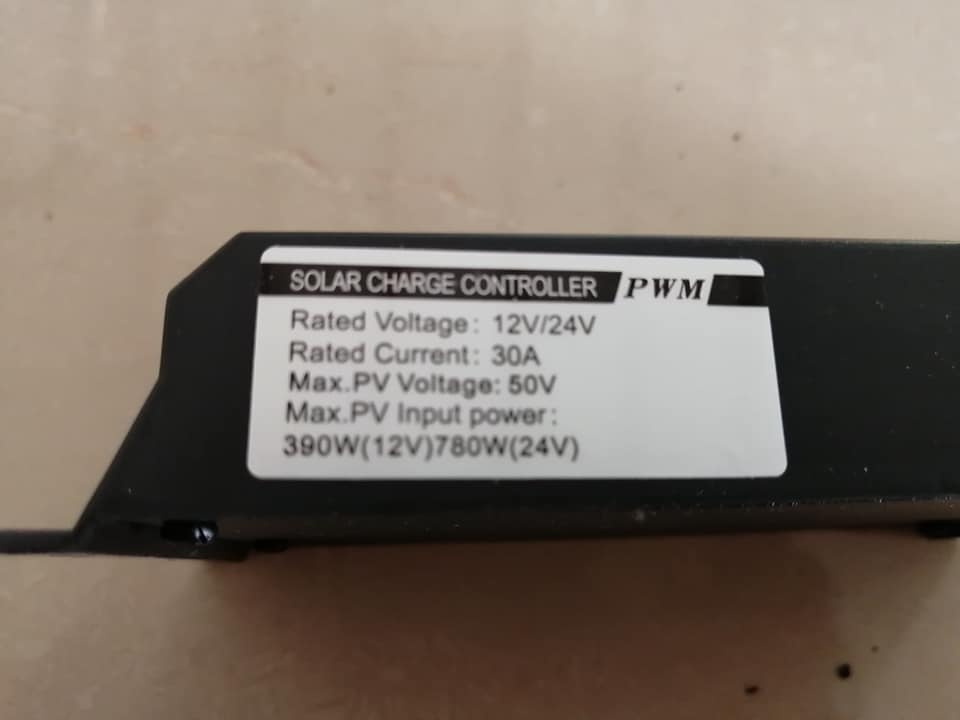 SOLAR CHARGE CONTROLLER PWM
Rated Voltage: 12V/24V
Rated Current: 30A
Max.PV Voltage: 50V
Max.PV Input power:
390W(12V)780W(24V)